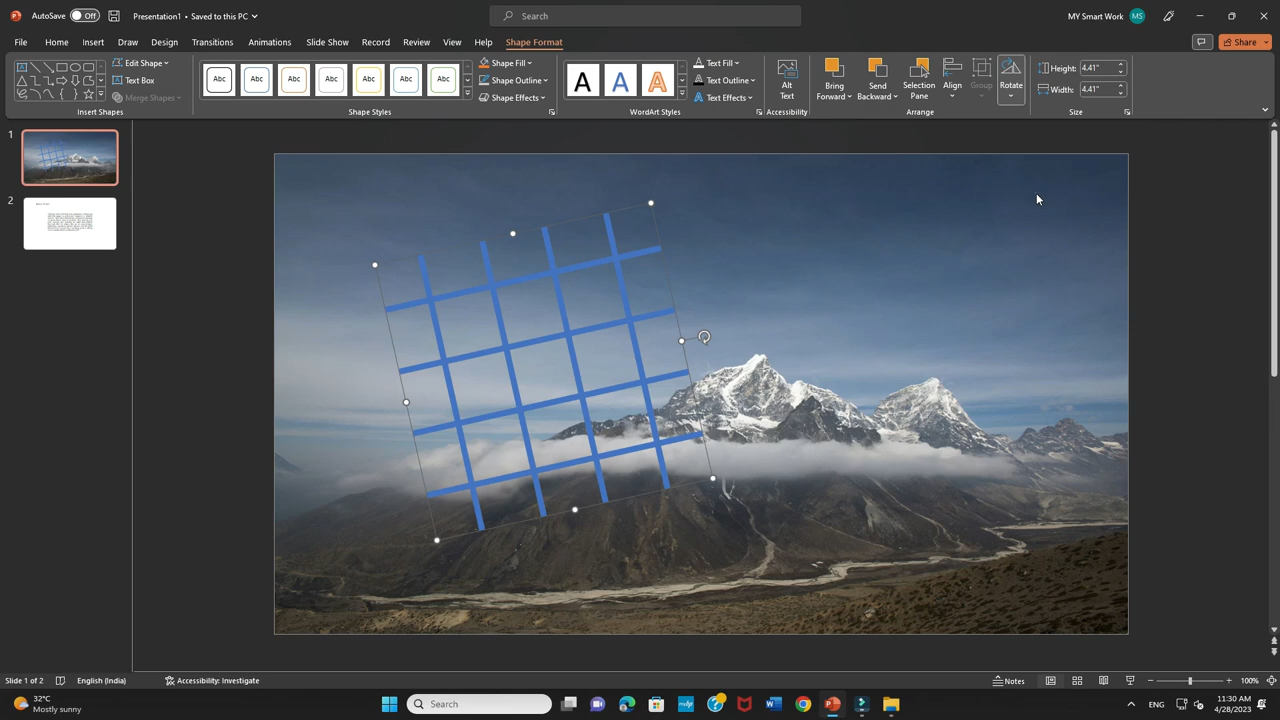 AutoSave Off Presentation1 • Saved to this PC Search MY Smart Work MS
File Home Insert Draw Design Transitions Animations Slide Show Record Review View Help Shape Format Share
Edit Shape
Text Box
Merge Shapes
Insert Shapes
Abc Abc Abc Abc Abc Abc Abc
Shape Fill
Shape Outline
Shape Effects
Shape Styles
A A A
Text Fill
Text Outline
Text Effects
WordArt Styles
Alt
Text
Accessibility
Bring
Forward
Send
Backward
Selection
Pane
Align
Group
Rotate
Arrange
Height: 4.41"
Width: 4.41"
Size
1
2
Slide 1 of 2 English (India) Accessibility: Investigate Notes 100%
32°C
Mostly sunny
Search
ENG
11:30 AM
4/28/2023